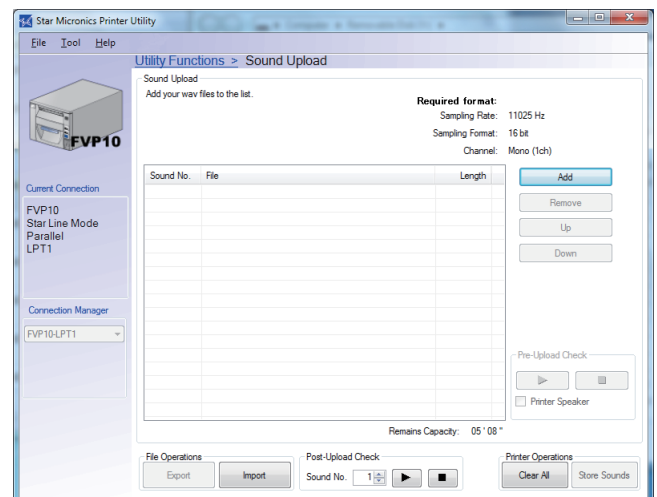 Star Micronics Printer Utility
File Tool Help
Utility Functions > Sound Upload
Sound Upload
Add your wav files to the list.
Required format:
Sampling Rate: 11025 Hz
Sampling Format: 16 bit
Channel: Mono (1ch)
FVP10
Current Connection
FVP10
Star Line Mode
Parallel
LPT1
Connection Manager
FVP10-LPT1
Sound No. File Length
Add
Remove
Up
Down
Pre-Upload Check
Printer Speaker
Remains Capacity: 05 ' 08 "
File Operations
Export Import
Post-Upload Check
Sound No. 1
Printer Operations
Clear All Store Sounds